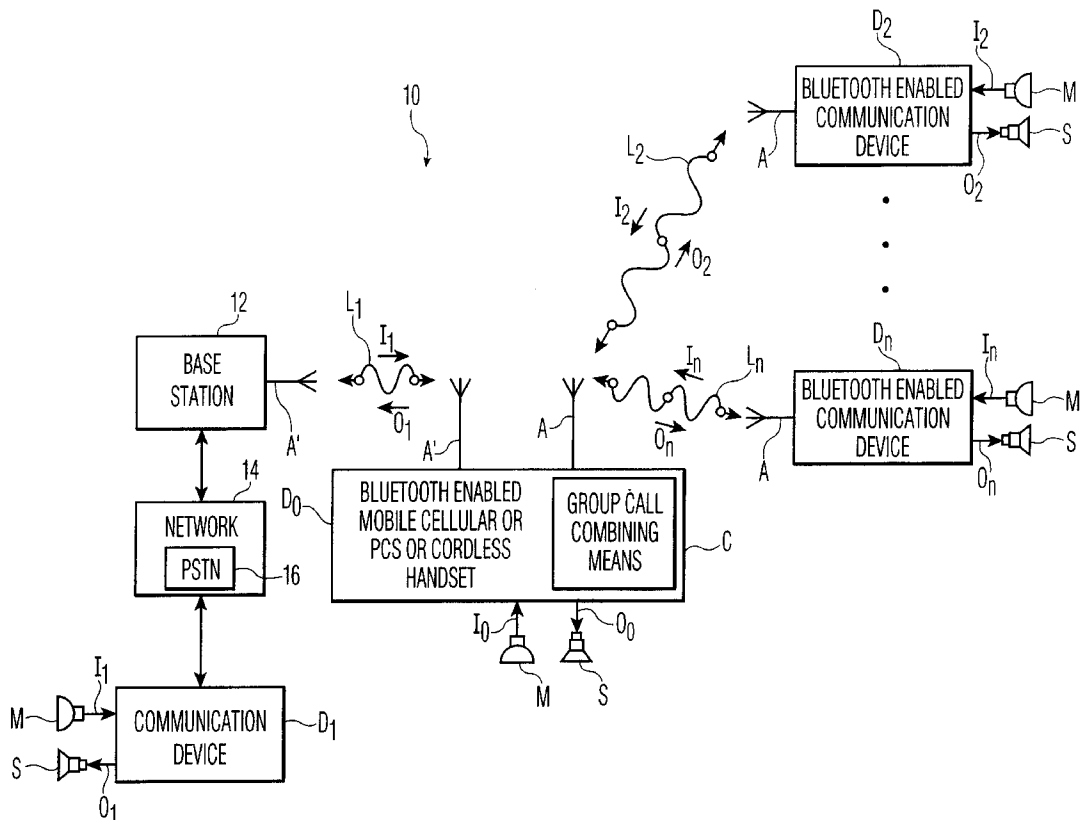 10
D2
BLUETOOTH ENABLED
COMMUNICATION
DEVICE
I2
M
S
O2
A
L2
I2
O2
12
BASE
STATION
A'
L1
I1
O1
A'
A
In
Ln
On
Dn
BLUETOOTH ENABLED
COMMUNICATION
DEVICE
In
M
S
On
A
14
NETWORK
PSTN
16
D0
BLUETOOTH ENABLED
MOBILE CELLULAR OR
PCS OR CORDLESS
HANDSET
GROUP CALL
COMBINING
MEANS
C
I0
O0
M
S
I1
M
COMMUNICATION
DEVICE
D1
S
O1